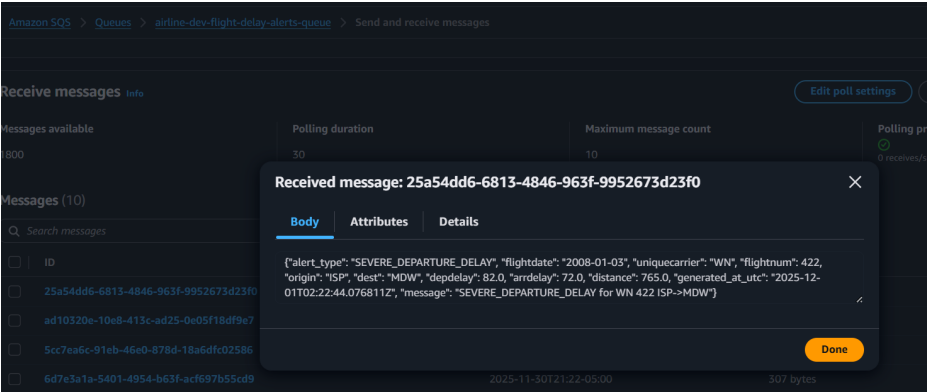 Amazon SQS > Queues > airline-dev-flight-delay-alerts-queue > Send and receive messages
Receive messages Info
Edit poll settings
Messages available
Polling duration
Maximum message count
Polling pr
1800
30
10
0 receives/s
Received message: 25a54dd6-6813-4846-963f-9952673d23f0
Messages (10)
Body
Attributes
Details
Search messages
{"alert_type": "SEVERE_DEPARTURE_DELAY", "flightdate": "2008-01-03", "uniquecarrier": "WN", "flightnum": 422,
"origin": "ISP", "dest": "MDW", "depdelay": 82.0, "arrdelay": 72.0, "distance": 765.0, "generated_at_utc": "2025-12-
01T02:22:44.076811Z", "message": "SEVERE_DEPARTURE_DELAY for WN 422 ISP->MDW"}
ID
25a54dd6-6813-4846-963f-9952673d23f0
ad10320e-10e8-413c-ad25-0e05f18df9e7
5cc7ea6c-91eb-46e0-878d-18a6dfc02586
Done
6d7e3a1a-5401-4954-b63f-acf697b55cd9
2025-11-30T21:22-05:00
307 bytes